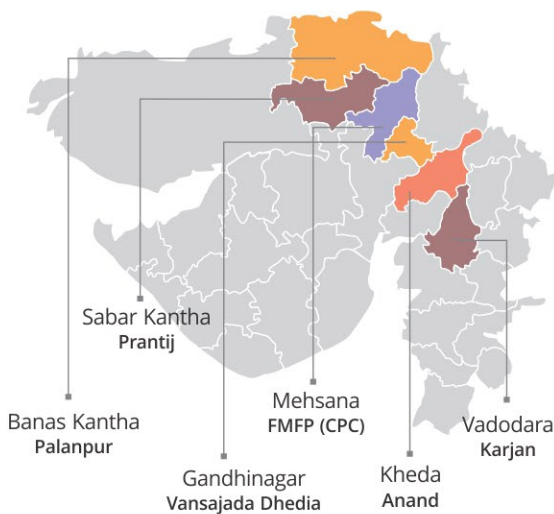 Sabar Kantha
Prantij
Banas Kantha
Palanpur
Mehsana
FMFP (CPC)
Vadodara
Karjan
Gandhinagar
Vansajada Dhedia
Kheda
Anand